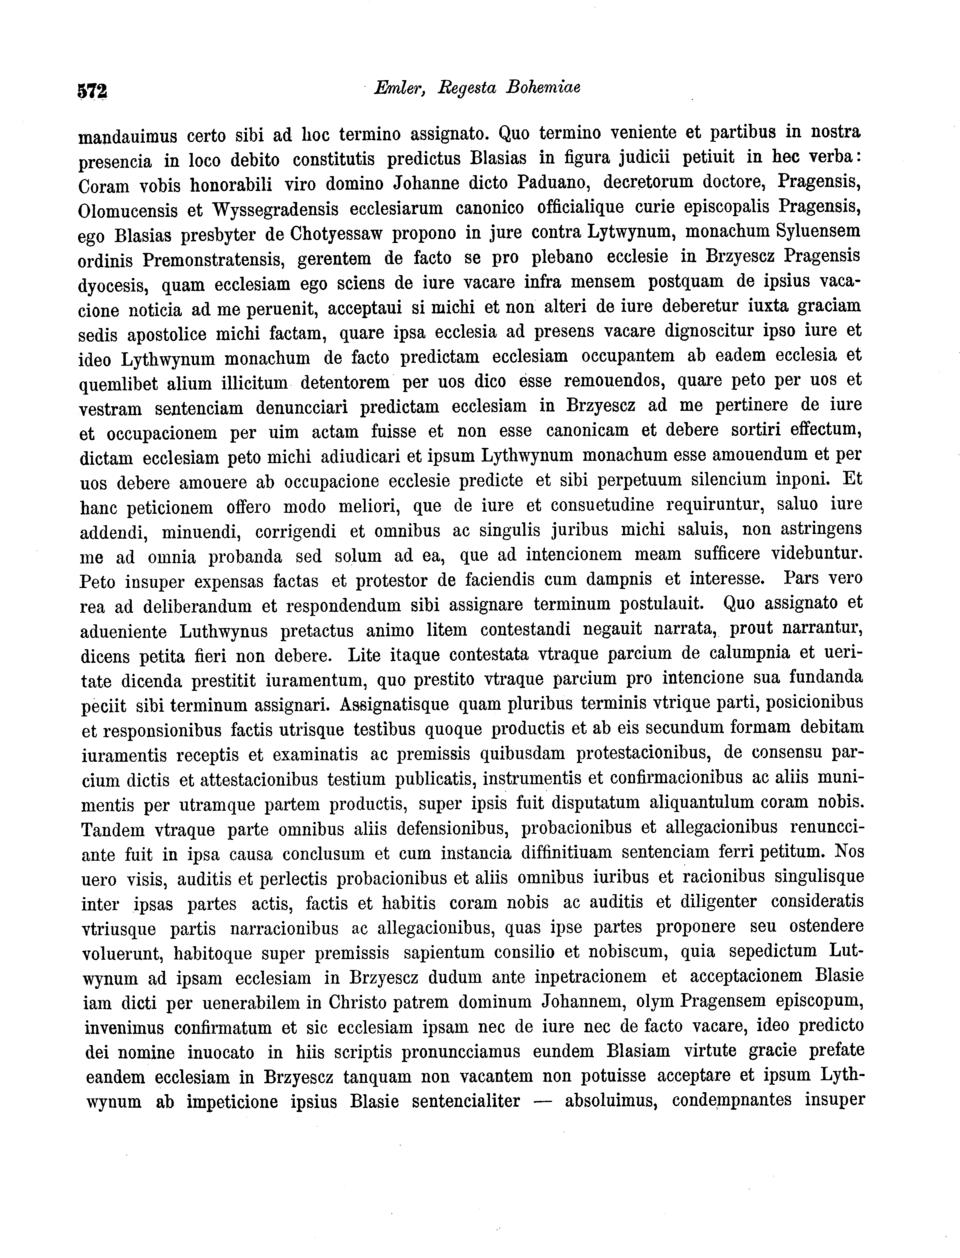 572 Emler, Regesta Bohemiae
mandauimus certo sibi ad hoc termino assignato. Quo termino veniente et partibus in nostra
presencia in loco debito constitutis predictus Blasias in figura judicii petiuit in hec verba:
Coram vobis honorabili viro domino Johanne dicto Paduano, decretorum doctore, Pragensis,
Olomucensis et Wyssegradensis ecclesiarum canonico officialique curie episcopalis Pragensis,
ego Blasias presbyter de Chotyessaw propono in jure contra Lytwynum, monachum Syluensem
ordinis Premonstratensis, gerentem de facto se pro plebano ecclesie in Brzyescz Pragensis
dyocesis, quam ecclesiam ego sciens de iure vacare infra mensem postquam de ipsius vaca-
cione noticia ad me peruenit, acceptaui si michi et non alteri de iure deberetur iuxta graciam
sedis apostolice michi factam, quare ipsa ecclesia ad presens vacare dignoscitur ipso iure et
ideo Lythwynum monachum de facto predictam ecclesiam occupantem ab eadem ecclesia et
quemlibet alium illicitum detentorem per uos dico esse remouendos, quare peto per uos et
vestram sentenciam denuncciari predictam ecclesiam in Brzyescz ad me pertinere de iure
et occupacionem per uim actam fuisse et non esse canonicam et debere sortiri effectum,
dictam ecclesiam peto michi adiudicari et ipsum Lythwynum monachum esse amouendum et per
uos debere amouere ab occupacione ecclesie predicte et sibi perpetuum silencium inponi. Et
hanc peticionem offero modo meliori, que de iure et consuetudine requiruntur, saluo iure
addendi, minuendi, corrigendi et omnibus ac singulis juribus michi saluis, non astringens
me ad omnia probanda sed solum ad ea, que ad intencionem meam sufficere videbuntur.
Peto insuper expensas factas et protestor de faciendis cum dampnis et interesse. Pars vero
rea ad deliberandum et respondendum sibi assignare terminum postulauit. Quo assignato et
adueniente Luthwynus pretactus animo litem contestandi negauit narrata, prout narrantur,
dicens petita fieri non debere. Lite itaque contestata vtraque parcium de calumpnia et ueri-
tate dicenda prestitit iuramentum, quo prestito vtraque parcium pro intencione sua fundanda
peciit sibi terminum assignari. Assignatisque quam pluribus terminis vtrique parti, posicionibus
et responsionibus factis utrisque testibus quoque productis et ab eis secundum formam debitam
iuramentis receptis et examinatis ac premissis quibusdam protestacionibus, de consensu par-
cium dictis et attestacionibus testium publicatis, instrumentis et confirmacionibus ac aliis muni-
mentis per utramque partem productis, super ipsis fuit disputatum aliquantulum coram nobis.
Tandem vtraque parte omnibus aliis defensionibus, probacionibus et allegacionibus renuncci-
ante fuit in ipsa causa conclusum et cum instancia diffinitiuam sentenciam ferri petitum. Nos
uero visis, auditis et perlectis probacionibus et aliis omnibus iuribus et racionibus singulisque
inter ipsas partes actis, factis et habitis coram nobis ac auditis et diligenter consideratis
vtriusque partis narracionibus ac allegacionibus, quas ipse partes proponere seu ostendere
voluerunt, habitoque super premissis sapientum consilio et nobiscum, quia sepedictum Lut-
wynum ad ipsam ecclesiam in Brzyescz dudum ante inpetracionem et acceptacionem Blasie
iam dicti per uenerabilem in Christo patrem dominum Johannem, olym Pragensem episcopum,
invenimus confirmatum et sic ecclesiam ipsam nec de iure nec de facto vacare, ideo predicto
dei nomine inuocato in hiis scriptis pronuncciamus eundem Blasiam virtute gracie prefate
eandem ecclesiam in Brzyescz tanquam non vacantem non potuisse acceptare et ipsum Lyth-
wynum ab impeticione ipsius Blasie sentencialiter — absoluimus, condempnantes insuper